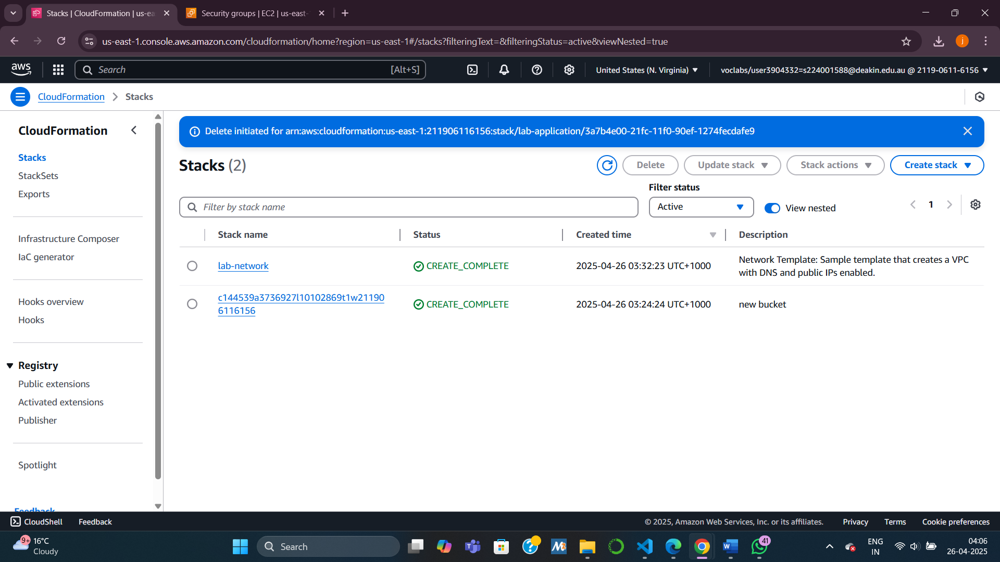 Stacks | CloudFormation | us-ea
Security groups | EC2 | us-east-
us-east-1.console.aws.amazon.com/cloudformation/home?region=us-east-1#/stacks?filteringText=&filteringStatus=active&viewNested=true
j
aws
Search
[Alt+S]
United States (N. Virginia)
voclabs/user3904332=s224001588@deakin.edu.au @ 2119-0611-6156
CloudFormation
Stacks
CloudFormation
Stacks
StackSets
Exports
Infrastructure Composer
IaC generator
Hooks overview
Hooks
Registry
Public extensions
Activated extensions
Publisher
Spotlight
Feedback
Delete initiated for arn:aws:cloudformation:us-east-1:211906116156:stack/lab-application/3a7b4e00-21fc-11f0-90ef-1274fecdafe9
Stacks (2)
Delete
Update stack
Stack actions
Create stack
Filter by stack name
Filter status
Active
View nested
1
Stack name
Status
Created time
Description
lab-network
CREATE_COMPLETE
2025-04-26 03:32:23 UTC+1000
Network Template: Sample template that creates a VPC
with DNS and public IPs enabled.
c144539a3736927l10102869t1w21190
6116156
CREATE_COMPLETE
2025-04-26 03:24:24 UTC+1000
new bucket
CloudShell
Feedback
© 2025, Amazon Web Services, Inc. or its affiliates.
Privacy
Terms
Cookie preferences
9+
16°C
Cloudy
Search
41
ENG
IN
04:06
26-04-2025